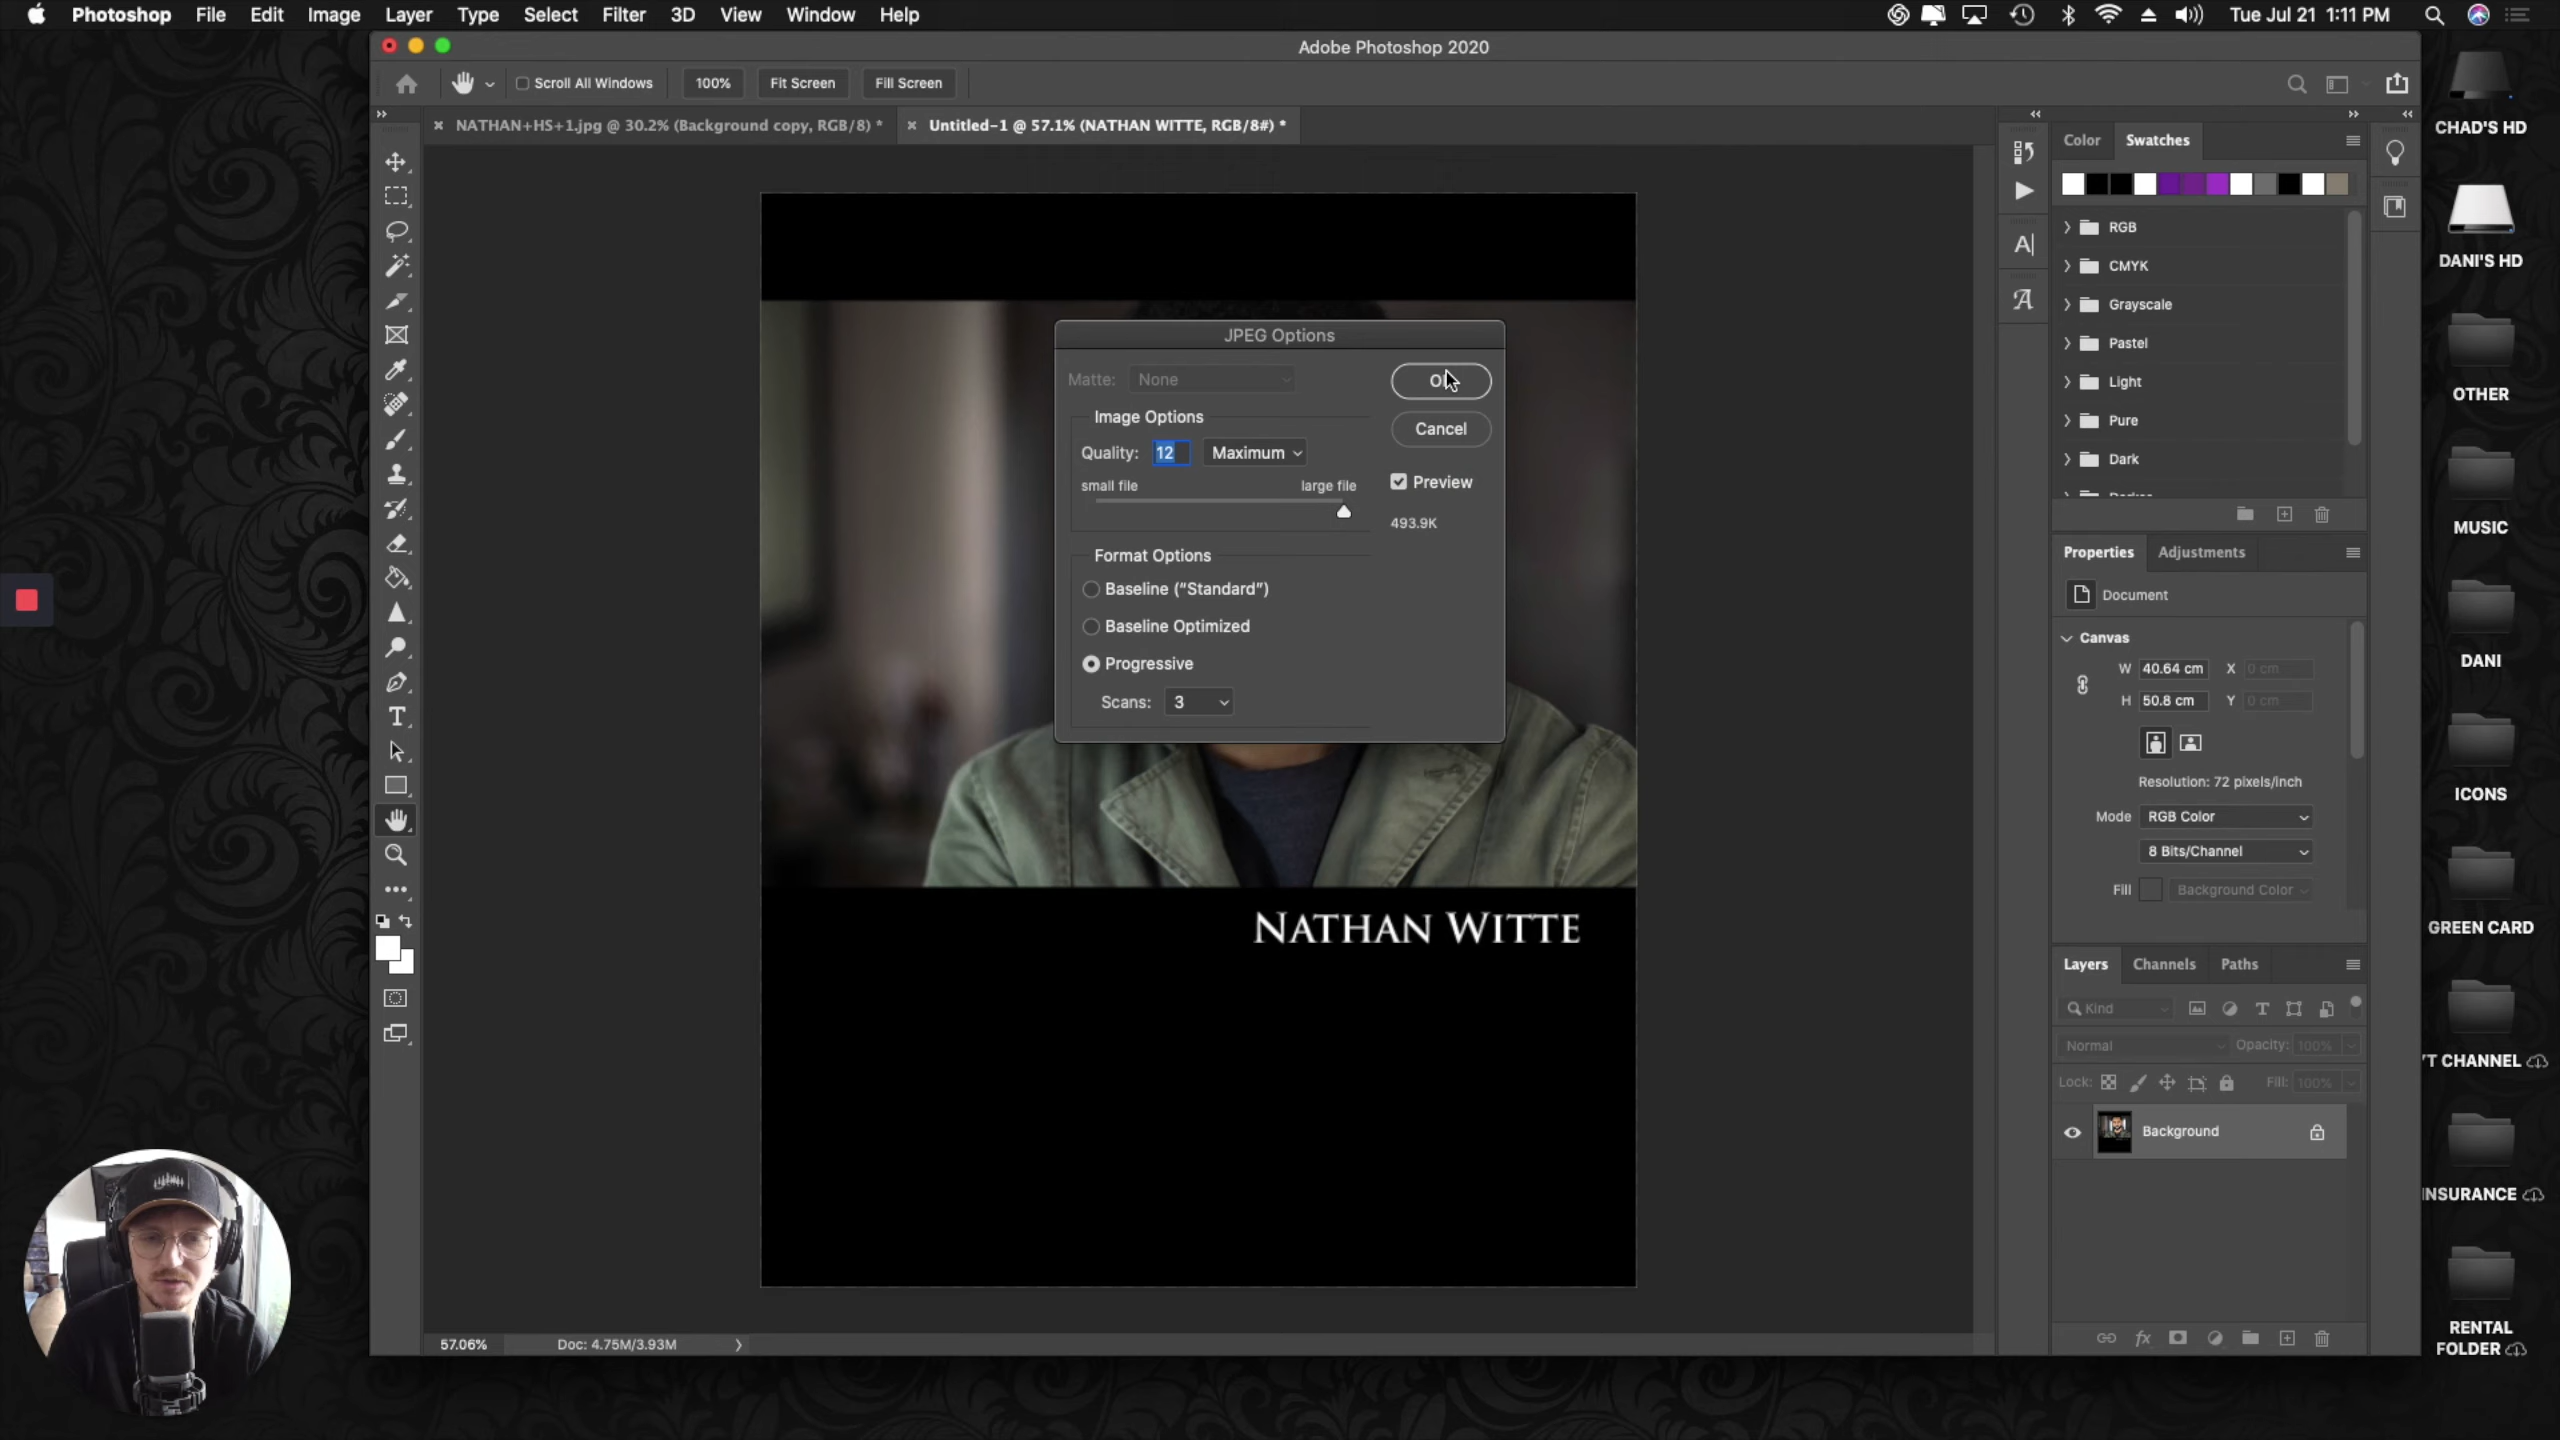 Photoshop File Edit Image Layer Type Select Filter 3D View Window Help
Tue Jul 21 1:11 PM
Adobe Photoshop 2020
Scroll All Windows 100% Fit Screen Fill Screen
NATHAN+HS+1.jpg @ 30.2% (Background copy, RGB/8) *
Untitled-1 @ 57.1% (NATHAN WITTE, RGB/8#) *
JPEG Options
Matte: None
Cancel
Image Options
Quality: 12 Maximum
small file large file
Preview
493.9K
Format Options
Baseline ("Standard")
Baseline Optimized
Progressive
Scans: 3
NATHAN WITTE
57.06% Doc: 4.75M/3.93M
Color Swatches
RGB
CMYK
Grayscale
Pastel
Light
Pure
Dark
Properties Adjustments
Document
Canvas
W 40.64 cm X 0 cm
H 50.8 cm Y 0 cm
Resolution: 72 pixels/inch
Mode RGB Color
8 Bits/Channel
Fill Background Color
Layers Channels Paths
Kind
Normal Opacity: 100%
Lock: Fill: 100%
Background
CHAD'S HD
DANI'S HD
OTHER
MUSIC
DANI
ICONS
GREEN CARD
CHANNEL
INSURANCE
RENTAL
FOLDER